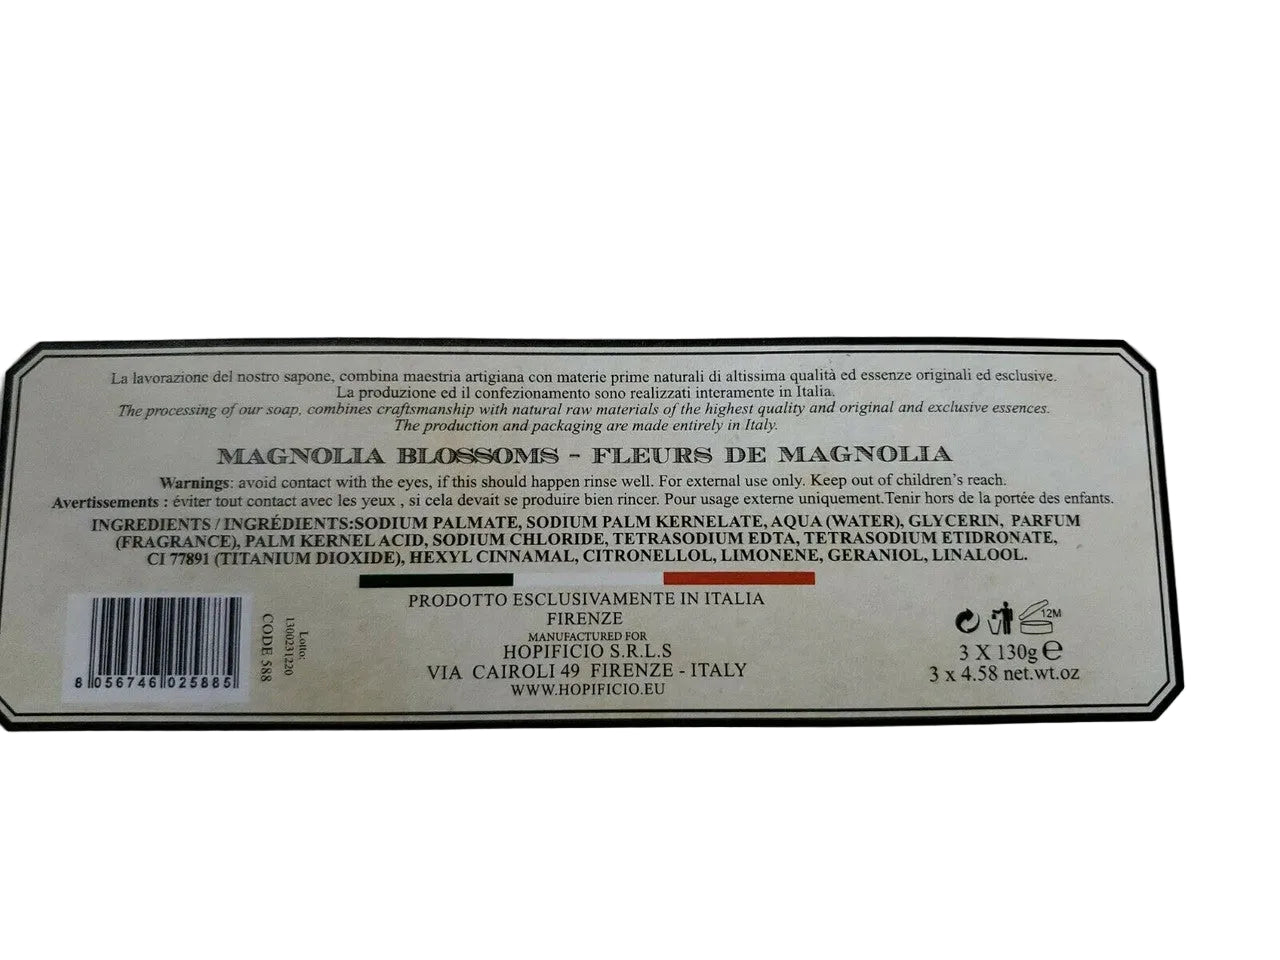 La lavorazione del nostro sapone, combina maestria artigiana con materie prime naturali di altissima qualità ed essenze originali ed esclusive.
La produzione ed il confezionamento sono realizzati interamente in Italia.
The processing of our soap, combines craftsmanship with natural raw materials of the highest quality and original and exclusive essences.
The production and packaging are made entirely in Italy.
MAGNOLIA BLOSSOMS - FLEURS DE MAGNOLIA
Warnings: avoid contact with the eyes, if this should happen rinse well. For external use only. Keep out of children's reach.
Avertissements : éviter tout contact avec les yeux , si cela devait se produire bien rincer. Pour usage externe uniquement.Tenir hors de la portée des enfants.
INGREDIENTS / INGRÉDIENTS:SODIUM PALMATE, SODIUM PALM KERNELATE, AQUA (WATER), GLYCERIN, PARFUM
(FRAGRANCE), PALM KERNEL ACID, SODIUM CHLORIDE, TETRASODIUM EDTA, TETRASODIUM ETIDRONATE,
CI 77891 (TITANIUM DIOXIDE), HEXYL CINNAMAL, CITRONELLOL, LIMONENE, GERANIOL, LINALOOL.
PRODOTTO ESCLUSIVAMENTE IN ITALIA
FIRENZE
MANUFACTURED FOR
HOPIFICIO S.R.L.S
VIA CAIROLI 49 FIRENZE - ITALY
WWW.HOPIFICIO.EU
8 056746 025885
Lotto:
1300231220
CODE 588
12M
3 X 130g e
3 x 4.58 net.wt.oz